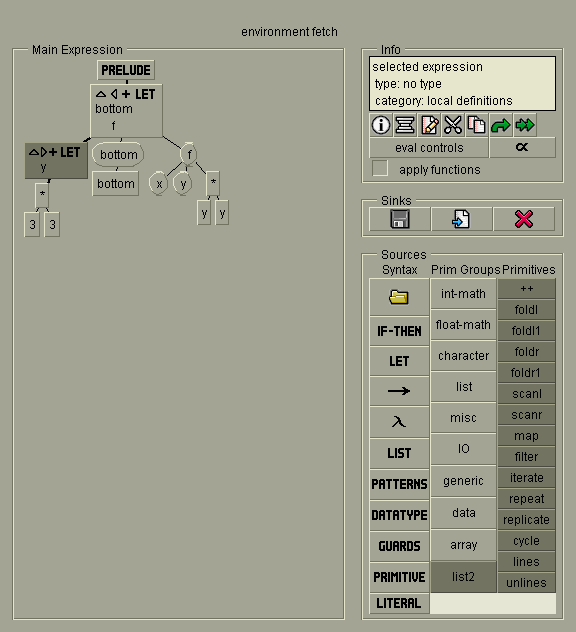 environment fetch
Main Expression
PRELUDE
LET
bottom
f
LET
y
*
3 3
bottom
bottom
f
x y *
y y
Info
selected expression
type: no type
category: local definitions
eval controls
α
apply functions
Sinks
Sources
Syntax Prim Groups Primitives
IF-THEN
LET
→
λ
LIST
PATTERNS
DATATYPE
GUARDS
PRIMITIVE
LITERAL
int-math
float-math
character
list
misc
IO
generic
data
array
list2
++
foldl
foldl1
foldr
foldr1
scanl
scanr
map
filter
iterate
repeat
replicate
cycle
lines
unlines